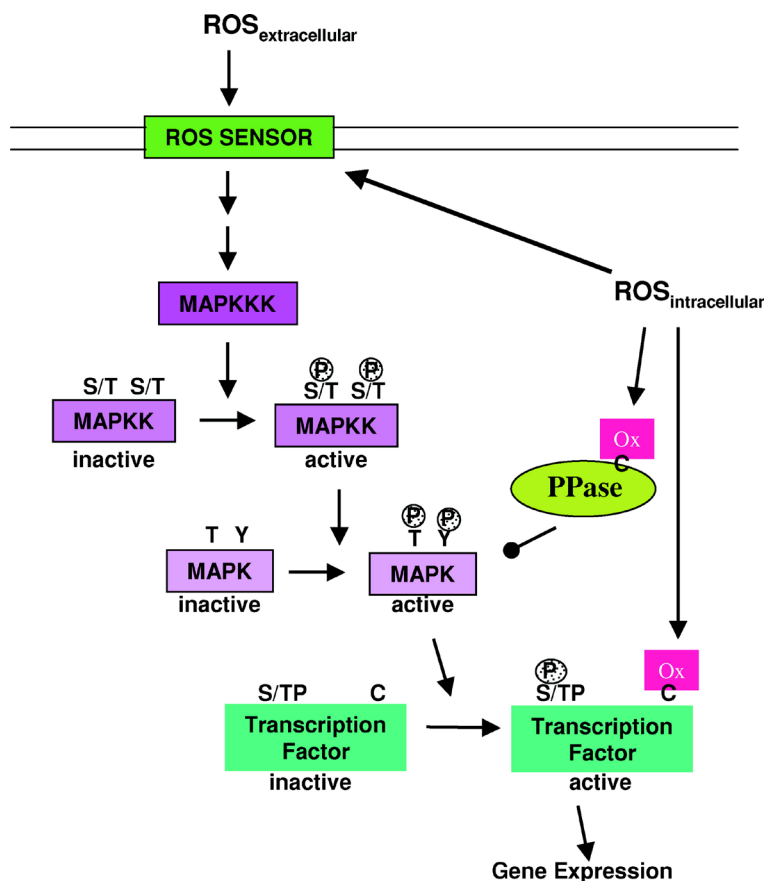 ROSextracellular
ROS SENSOR
ROSintracellular
MAPKKK
P P
S/T S/T S/T S/T
MAPKK MAPKK
inactive active
Ox
C
PPase
P P
T Y T Y
MAPK MAPK
inactive active
P Ox
S/TP C S/TP C
Transcription Transcription
Factor Factor
inactive active
Gene Expression